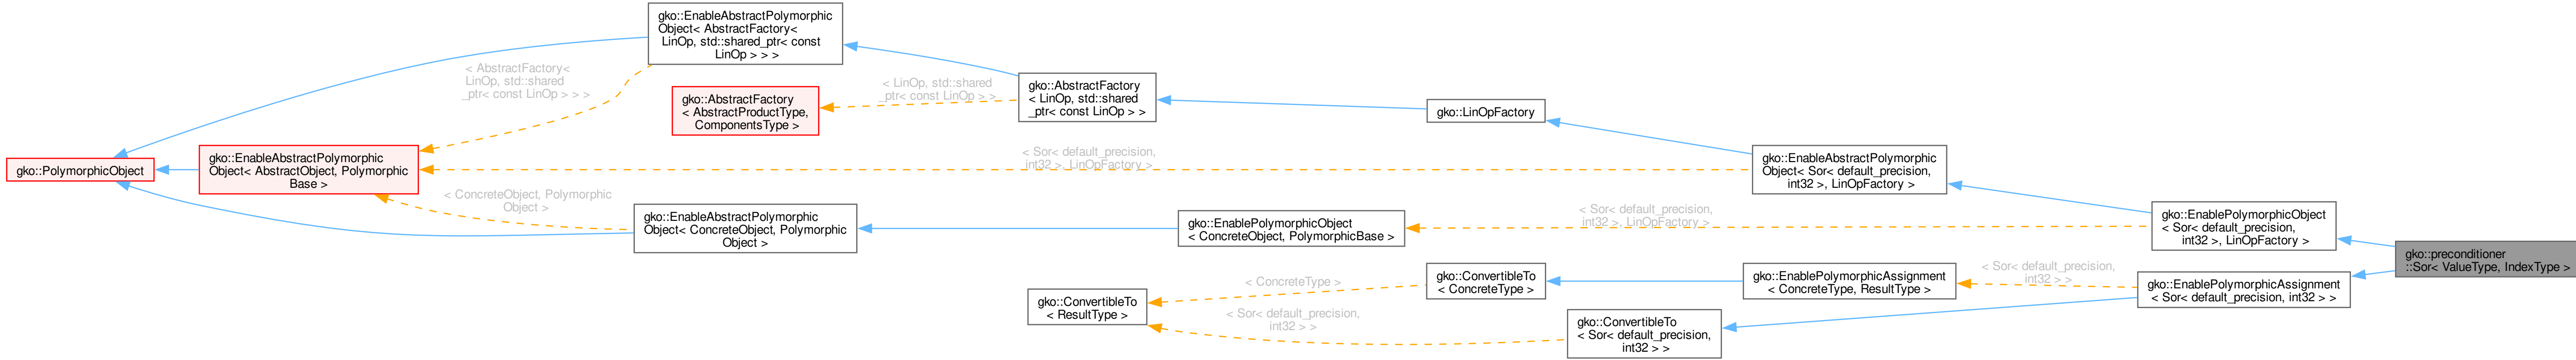 gko::EnableAbstractPolymorphic
Object< AbstractFactory<
LinOp, std::shared_ptr< const
LinOp > > >
< AbstractFactory<
LinOp, std::shared
_ptr< const LinOp > > >
gko::AbstractFactory
< AbstractProductType,
ComponentsType >
< LinOp, std::shared
_ptr< const LinOp > >
gko::AbstractFactory
< LinOp, std::shared
_ptr< const LinOp > >
gko::LinOpFactory
gko::PolymorphicObject
gko::EnableAbstractPolymorphic
Object< AbstractObject, Polymorphic
Base >
< Sor< default_precision,
int32 >, LinOpFactory >
gko::EnableAbstractPolymorphic
Object< Sor< default_precision,
int32 >, LinOpFactory >
< ConcreteObject, Polymorphic
Object >
gko::EnableAbstractPolymorphic
Object< ConcreteObject, Polymorphic
Object >
gko::EnablePolymorphicObject
< ConcreteObject, PolymorphicBase >
< Sor< default_precision,
int32 >, LinOpFactory >
gko::EnablePolymorphicObject
< Sor< default_precision,
int32 >, LinOpFactory >
gko::preconditioner
::Sor< ValueType, IndexType >
gko::ConvertibleTo
< ResultType >
< ConcreteType >
gko::ConvertibleTo
< ConcreteType >
gko::EnablePolymorphicAssignment
< ConcreteType, ResultType >
< Sor< default_precision,
int32 > >
gko::EnablePolymorphicAssignment
< Sor< default_precision, int32 > >
< Sor< default_precision,
int32 > >
gko::ConvertibleTo
< Sor< default_precision,
int32 > >